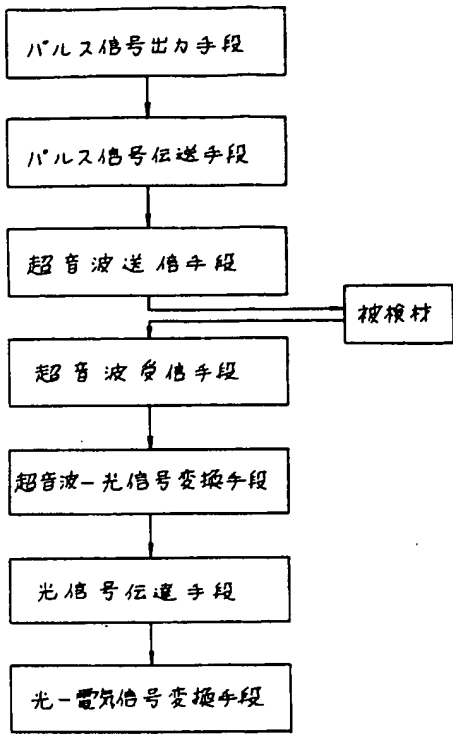 パルス信号出力手段
パルス信号伝送手段
超音波送信手段
被検材
超音波受信手段
超音波-光信号変換手段
光信号伝達手段
光-電気信号変換手段